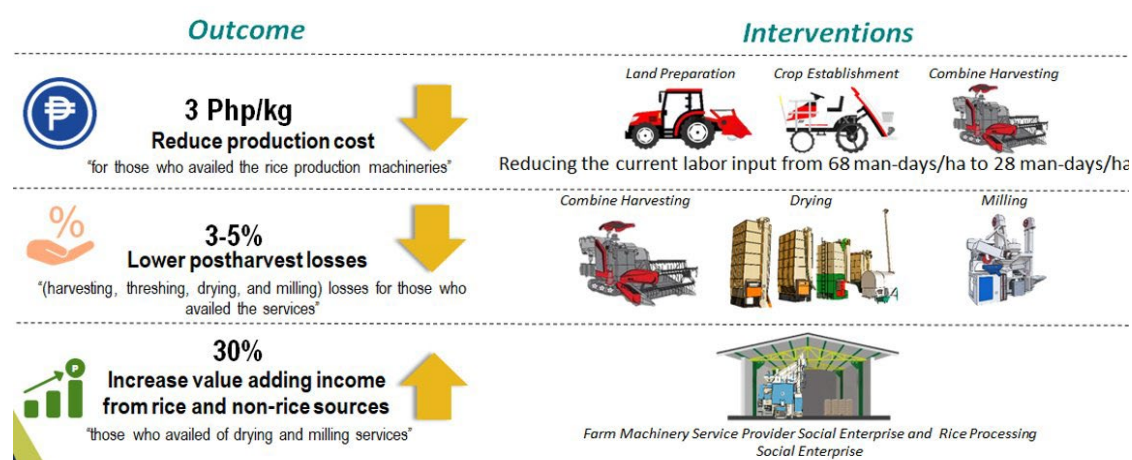 Outcome
Interventions
3 Php/kg
Reduce production cost
"for those who availed the rice production machineries"
Land Preparation
Crop Establishment
Combine Harvesting
Reducing the current labor input from 68 man-days/ha to 28 man-days/ha
%
3-5%
Lower postharvest losses
"(harvesting, threshing, drying, and milling) losses for those who
availed the services"
Combine Harvesting
Drying
Milling
P
30%
Increase value adding income
from rice and non-rice sources
"those who availed of drying and milling services"
Farm Machinery Service Provider Social Enterprise and Rice Processing
Social Enterprise